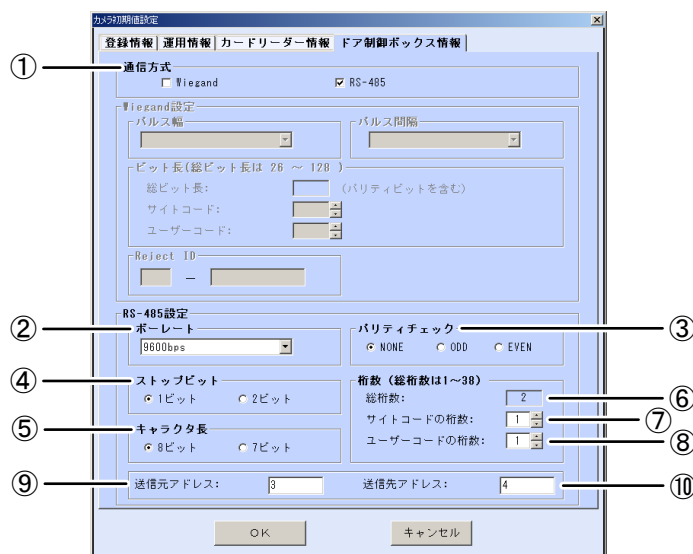 カメラ初期値設定
登録情報 運用情報 カードリーダー情報 ドア制御ボックス情報
①
通信方式
Wiegand RS-485
Wiegand設定
パルス幅 パルス間隔
ビット長(総ビット長は 26 ～ 128 )
総ビット長: (パリティビットを含む)
サイトコード:
ユーザーコード:
Reject ID
—
RS-485設定
② ボーレート パリティチェック ③
9600bps NONE ODD EVEN
④ ストップビット 桁数 (総桁数は1～38)
1ビット 2ビット 総桁数: 2 ⑥
サイトコードの桁数: 1 ⑦
⑤ キャラクタ長 ユーザーコードの桁数: 1 ⑧
8ビット 7ビット
⑨ 送信元アドレス: 3 送信先アドレス: 4 ⑩
OK キャンセル